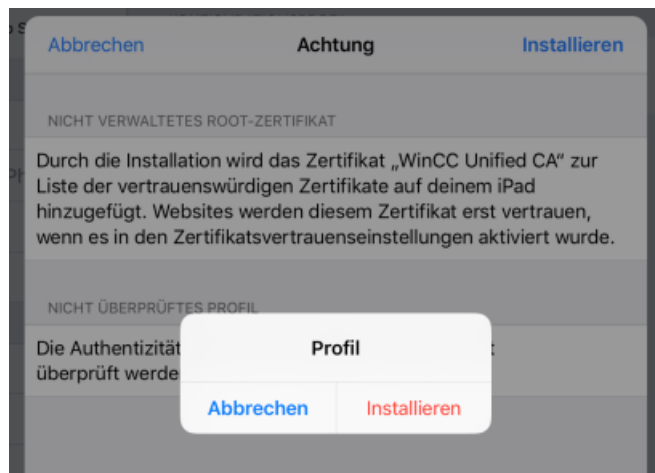 Abbrechen Achtung Installieren
NICHT VERWALTETES ROOT-ZERTIFIKAT
Durch die Installation wird das Zertifikat „WinCC Unified CA“ zur
Liste der vertrauenswürdigen Zertifikate auf deinem iPad
hinzugefügt. Websites werden diesem Zertifikat erst vertrauen,
wenn es in den Zertifikatsvertrauenseinstellungen aktiviert wurde.
NICHT ÜBERPRÜFTES PROFIL
Die Authentizität
überprüft
Profil
Abbrechen Installieren